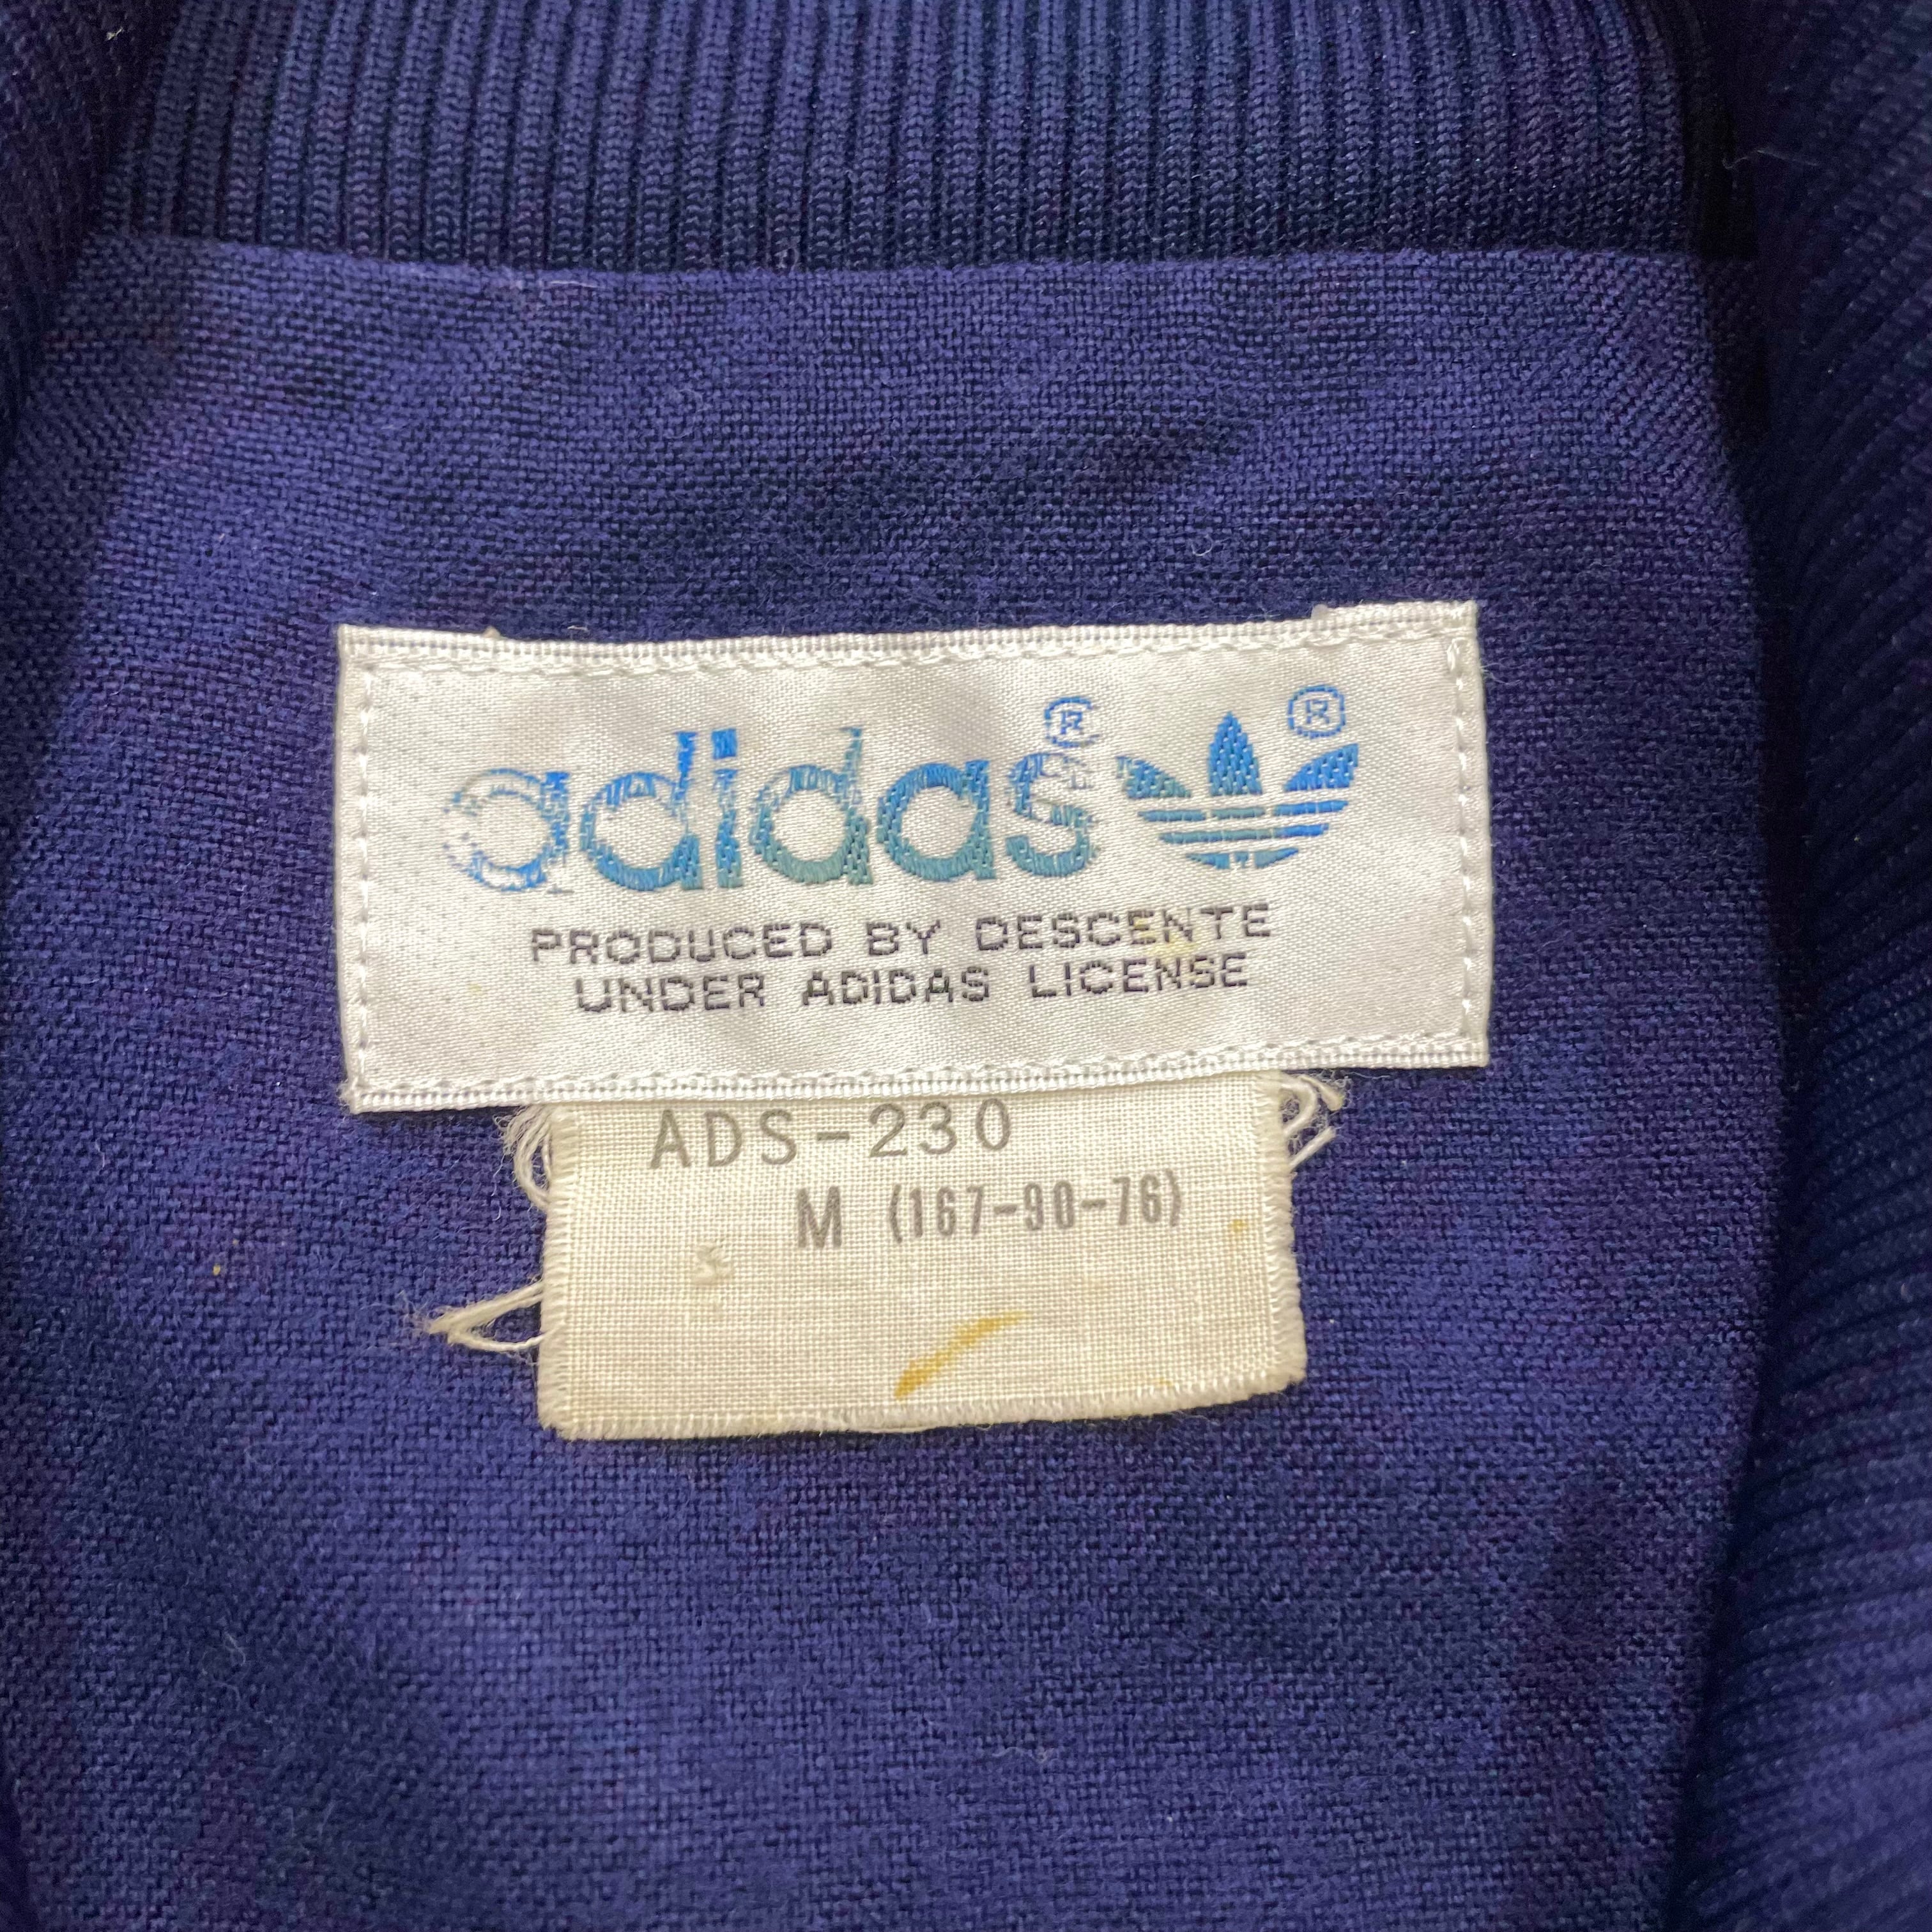 adidas® ®
PRODUCED BY DESCENTE
UNDER ADIDAS LICENSE
ADS-230
M (167-90-76)